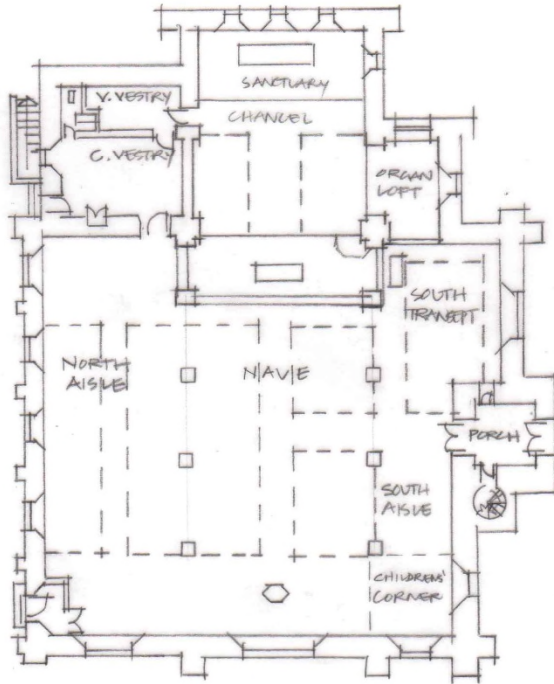 SANCTUARY
V. VESTRY
CHANCEL
C. VESTRY
ORGAN
LOFT
SOUTH
TRANSEPT
NORTH
AISLE
NAVE
PORCH
SOUTH
AISLE
CHILDRENS'
CORNER